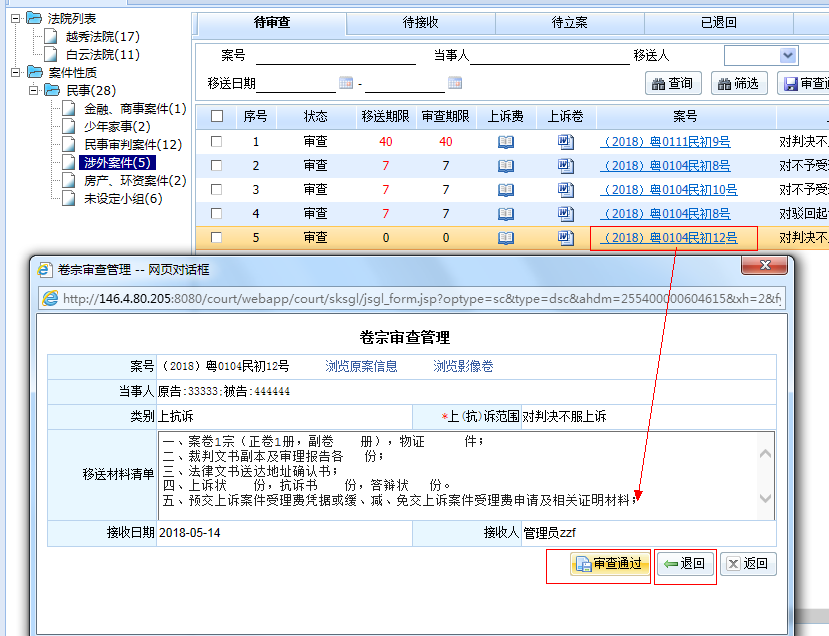 法院列表
越秀法院(17)
白云法院(11)
案件性质
民事(28)
金融、商事案件(1)
少年家事(2)
民事审判案件(12)
涉外案件(5)
房产、环资案件(2)
未设定小组(6)
待审查 待接收 待立案 已退回
案号 当事人 移送人
移送日期 - 查询 筛选 审查通
序号 状态 移送期限 审查期限 上诉费 上诉卷 案号
1 审查 40 40 （2018）粤0111民初9号 对判决不
2 审查 7 7 （2018）粤0104民初8号 对不予受
3 审查 7 7 （2018）粤0104民初10号 对不予受
4 审查 7 7 （2018）粤0104民初8号 对驳回起
5 审查 0 0 （2018）粤0104民初12号 对判决不
卷宗审查管理 -- 网页对话框
http://146.4.80.205:8080/court/webapp/court/sksgl/jsgl_form.jsp?optype=sc&type=dsc&ahdm=255400000604615&xh=2&f
卷宗审查管理
案号 （2018）粤0104民初12号 浏览原案信息 浏览影像卷
当事人 原告:33333;被告:444444
类别 上抗诉 *上(抗)诉范围 对判决不服上诉
移送材料清单
一、案卷1宗（正卷1册，副卷 册），物证 件；
二、裁判文书副本及审理报告各 份；
三、法律文书送达地址确认书；
四、上诉状 份，抗诉书 份，答辩状 份。
五、预交上诉案件受理费凭据或缓、减、免交上诉案件受理费申请及相关证明材料；
接收日期 2018-05-14 接收人 管理员zzf
审查通过 退回 返回